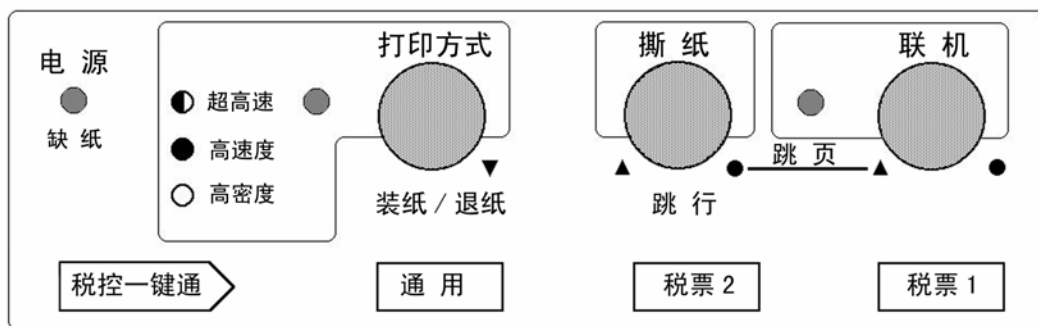 电源
缺纸
超高速
高速度
高密度
打印方式
装纸/退纸
撕纸
跳行
跳页
联机
税控一键通
通用
税票2
税票1